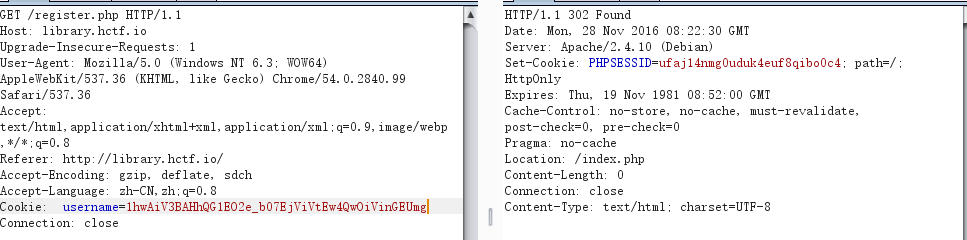 GET /register.php HTTP/1.1
Host: library.hctf.io
Upgrade-Insecure-Requests: 1
User-Agent: Mozilla/5.0 (Windows NT 6.3; WOW64)
AppleWebKit/537.36 (KHTML, like Gecko) Chrome/54.0.2840.99
Safari/537.36
Accept:
text/html,application/xhtml+xml,application/xml;q=0.9,image/webp
,*/*;q=0.8
Referer: http://library.hctf.io/
Accept-Encoding: gzip, deflate, sdch
Accept-Language: zh-CN,zh;q=0.8
Cookie:  username=1hwAiV3BAHhQG1EO2e_b07EjViVtEw4QwOiVinGEUmg
Connection: close
HTTP/1.1 302 Found
Date: Mon, 28 Nov 2016 08:22:30 GMT
Server: Apache/2.4.10 (Debian)
Set-Cookie: PHPSESSID=ufaj14nmg0uduk4euf8qibo0c4; path=/;
HttpOnly
Expires: Thu, 19 Nov 1981 08:52:00 GMT
Cache-Control: no-store, no-cache, must-revalidate,
post-check=0, pre-check=0
Pragma: no-cache
Location: /index.php
Content-Length: 0
Connection: close
Content-Type: text/html; charset=UTF-8